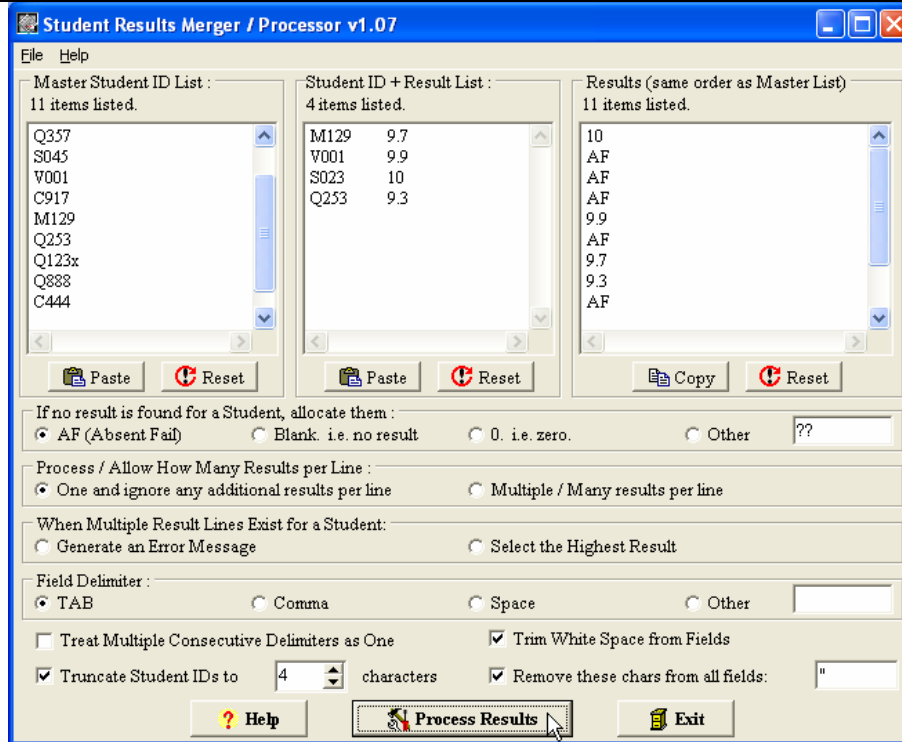 Student Results Merger / Processor v1.07
File Help
Master Student ID List :
11 items listed.
Q357
S045
V001
C917
M129
Q253
Q123x
Q888
C444
Paste Reset
Student ID + Result List :
4 items listed.
M129 9.7
V001 9.9
S023 10
Q253 9.3
Paste Reset
Results (same order as Master List)
11 items listed.
10
AF
AF
AF
9.9
AF
9.7
9.3
AF
Copy Reset
If no result is found for a Student, allocate them :
AF (Absent Fail) Blank. i.e. no result 0. i.e. zero. Other ??
Process / Allow How Many Results per Line :
One and ignore any additional results per line Multiple / Many results per line
When Multiple Result Lines Exist for a Student:
Generate an Error Message Select the Highest Result
Field Delimiter :
TAB Comma Space Other
Treat Multiple Consecutive Delimiters as One Trim White Space from Fields
Truncate Student IDs to 4 characters Remove these chars from all fields: "
? Help Process Results Exit